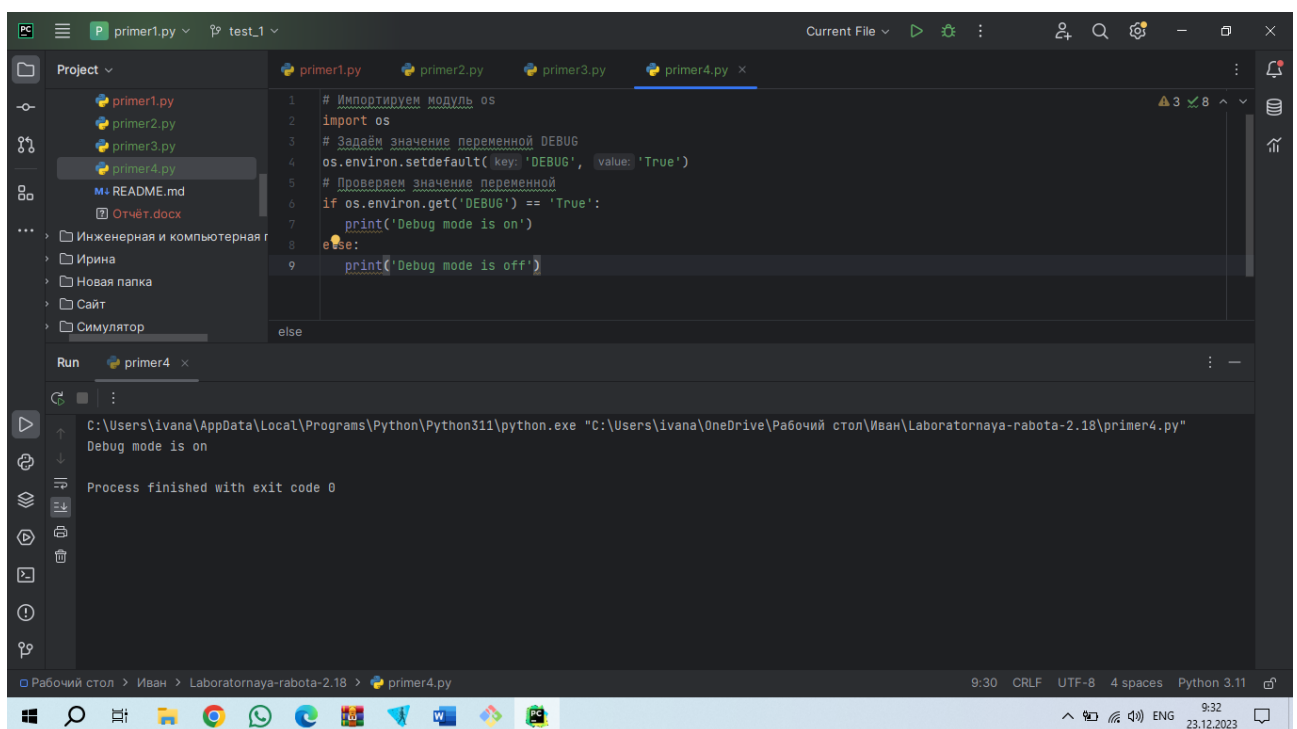 PC P primer1.py test_1 Current File
Project primer1.py primer2.py primer3.py primer4.py
primer1.py
primer2.py
primer3.py
primer4.py
M↓ README.md
Отчёт.docx
Инженерная и компьютерная г
Ирина
Новая папка
Сайт
Симулятор
1 # Импортируем модуль os
2 import os
3 # Задаём значение переменной DEBUG
4 os.environ.setdefault( key: 'DEBUG', value: 'True')
5 # Проверяем значение переменной
6 if os.environ.get('DEBUG') == 'True':
7 print('Debug mode is on')
8 else:
9 print('Debug mode is off')
3 8
else
Run primer4
C:\Users\ivana\AppData\Local\Programs\Python\Python311\python.exe "C:\Users\ivana\OneDrive\Рабочий стол\Иван\Laboratornaya-rabota-2.18\primer4.py"
Debug mode is on
Process finished with exit code 0
Рабочий стол > Иван > Laboratornaya-rabota-2.18 > primer4.py 9:30 CRLF UTF-8 4 spaces Python 3.11
ENG 9:32
23.12.2023